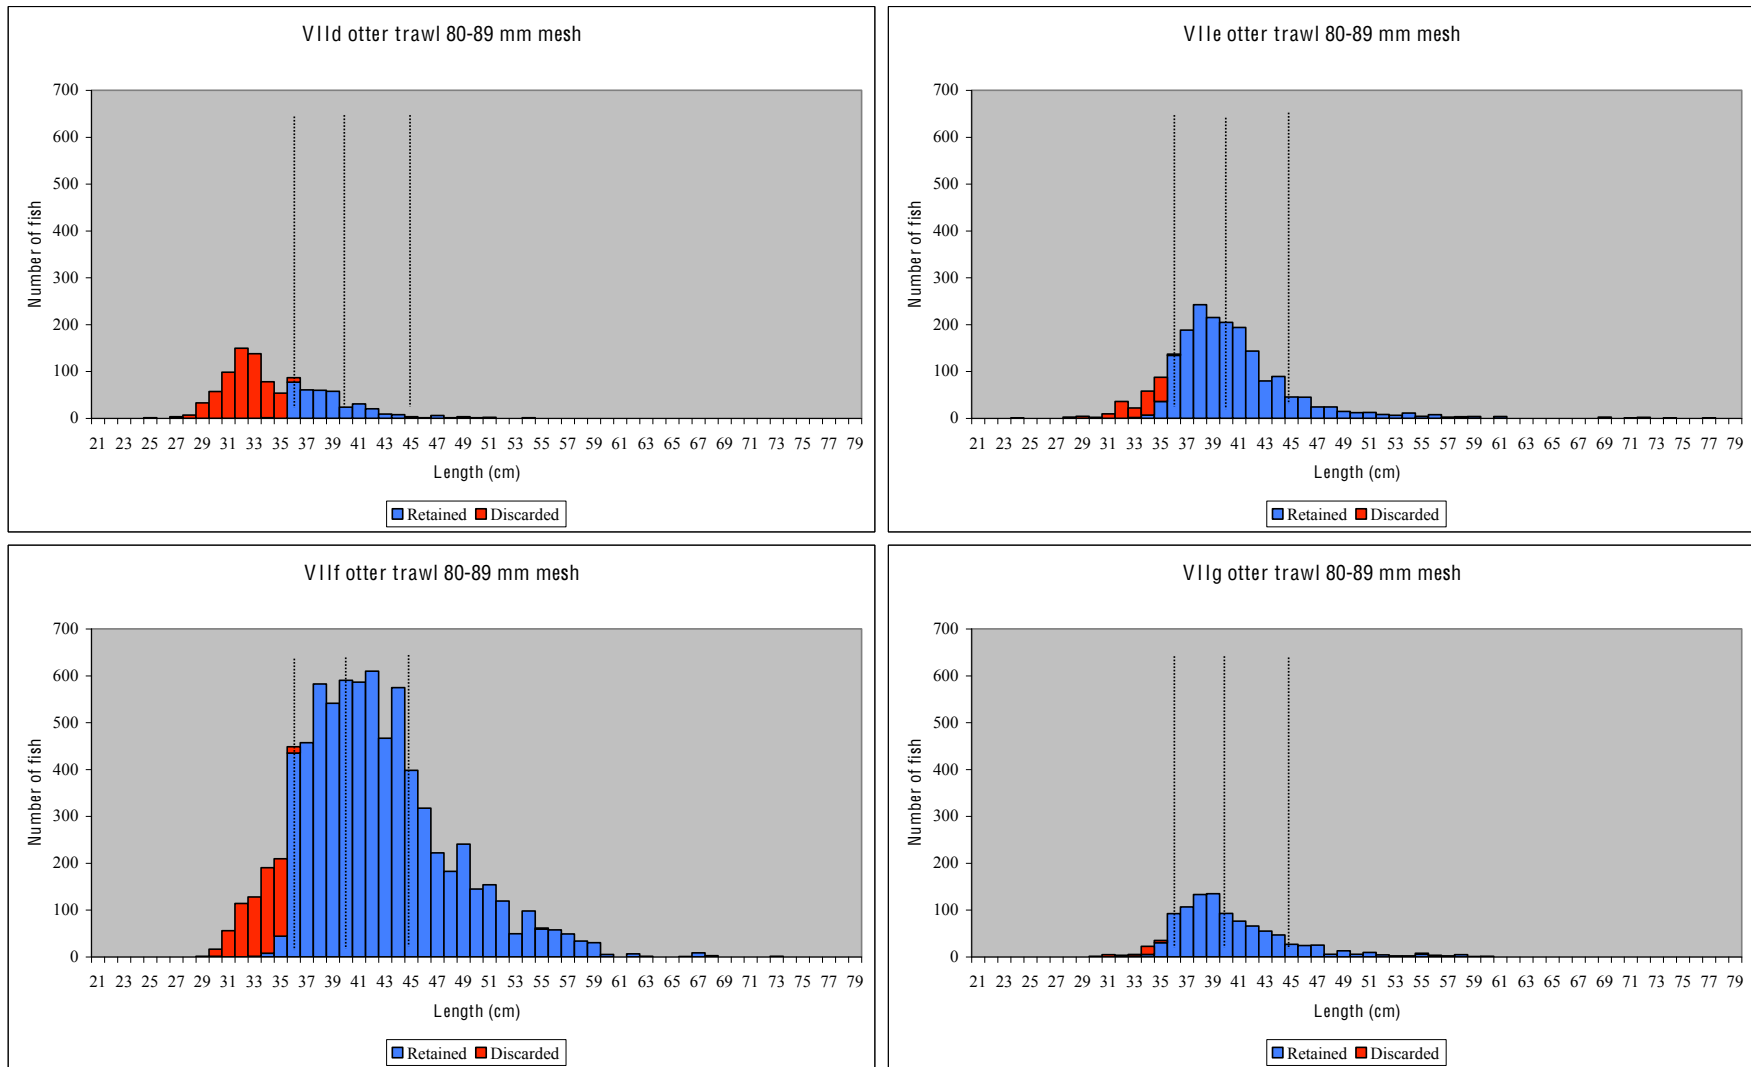 VIId otter trawl 80-89 mm mesh
700
600
500
400
300
200
100
0
Number of fish
21 23 25 27 29 31 33 35 37 39 41 43 45 47 49 51 53 55 57 59 61 63 65 67 69 71 73 75 77 79
Length (cm)
Retained Discarded
VIIe otter trawl 80-89 mm mesh
700
600
500
400
300
200
100
0
Number of fish
21 23 25 27 29 31 33 35 37 39 41 43 45 47 49 51 53 55 57 59 61 63 65 67 69 71 73 75 77 79
Length (cm)
Retained Discarded
VIIf otter trawl 80-89 mm mesh
700
600
500
400
300
200
100
0
Number of fish
21 23 25 27 29 31 33 35 37 39 41 43 45 47 49 51 53 55 57 59 61 63 65 67 69 71 73 75 77 79
Length (cm)
Retained Discarded
VIIg otter trawl 80-89 mm mesh
700
600
500
400
300
200
100
0
Number of fish
21 23 25 27 29 31 33 35 37 39 41 43 45 47 49 51 53 55 57 59 61 63 65 67 69 71 73 75 77 79
Length (cm)
Retained Discarded